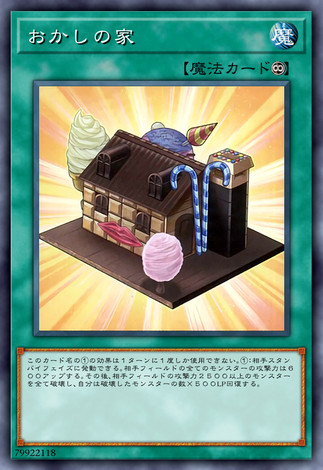 おかしの家
魔
【魔法カード∞】
このカード名の①の効果は1ターンに1度しか使用できない。①:相手スタン
バイフェイズに発動できる。相手フィールドの全てのモンスターの攻撃力は6
00アップする。その後、相手フィールドの攻撃力2500以上のモンスター
を全て破壊し、自分は破壊したモンスターの数×500LP回復する。
79922118